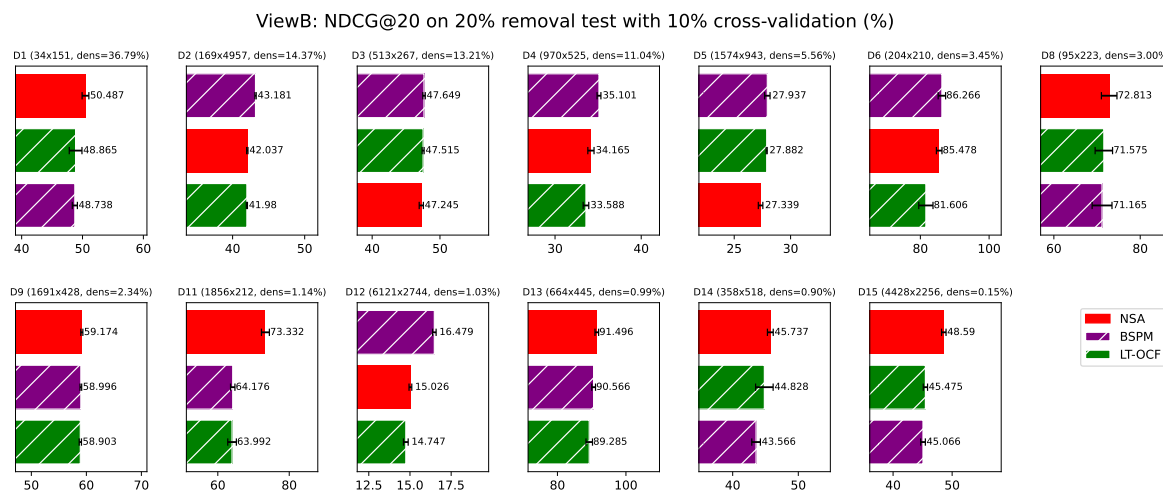 ViewB: NDCG@20 on 20% removal test with 10% cross-validation (%)
D1 (34x151, dens=36.79%)
50.487
48.865
48.738
40 50 60
D2 (169x4957, dens=14.37%)
43.181
42.037
41.98
40 50
D3 (513x267, dens=13.21%)
47.649
47.515
47.245
40 50
D4 (970x525, dens=11.04%)
35.101
34.165
33.588
30 40
D5 (1574x943, dens=5.56%)
27.937
27.882
27.339
25 30
D6 (204x210, dens=3.45%)
86.266
85.478
81.606
80 100
D8 (95x223, dens=3.00%
72.813
71.575
71.165
60 80
D9 (1691x428, dens=2.34%)
59.174
58.996
58.903
50 60 70
D11 (1856x212, dens=1.14%)
73.332
64.176
63.992
60 80
D12 (6121x2744, dens=1.03%)
16.479
15.026
14.747
12.5 15.0 17.5
D13 (664x445, dens=0.99%)
91.496
90.566
89.285
80 100
D14 (358x518, dens=0.90%)
45.737
44.828
43.566
40 50
D15 (4428x2256, dens=0.15%)
48.59
45.475
45.066
40 50
NSA
BSPM
LT-OCF